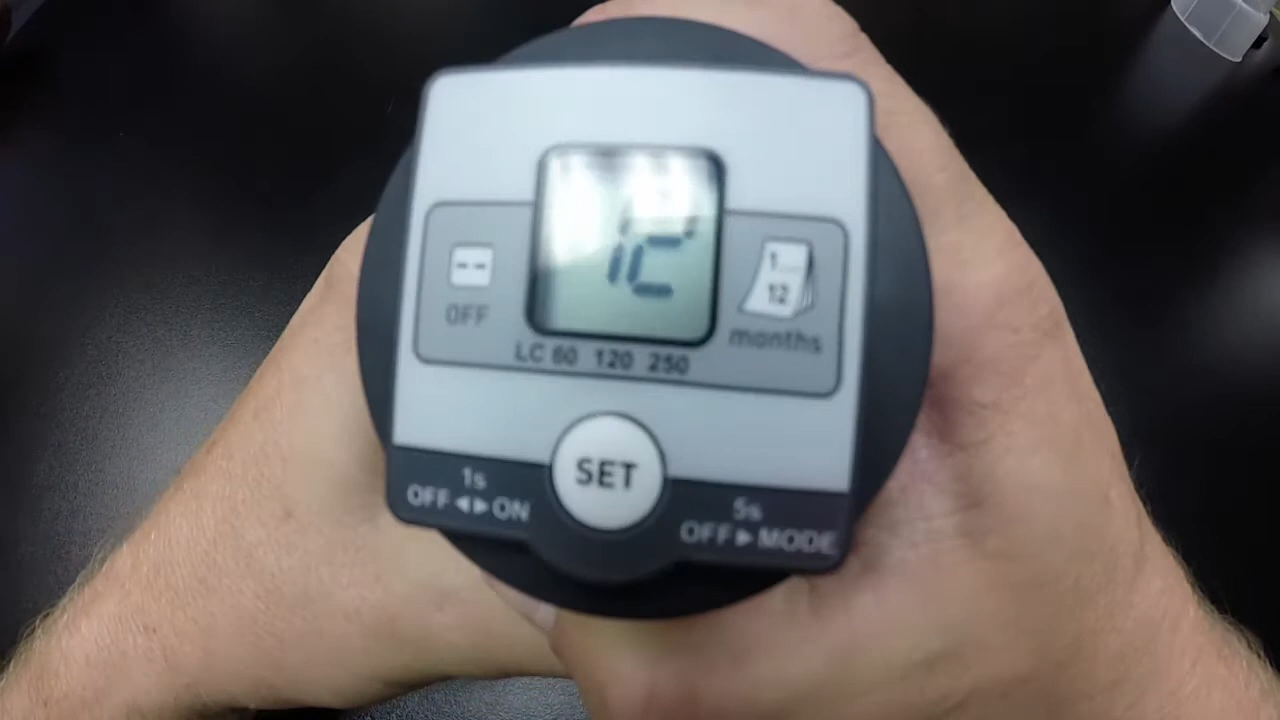 12
--
OFF
1...
12
months
LC 60 120 250
SET
1s
OFF ◀▶ ON
5s
OFF ▶ MODE